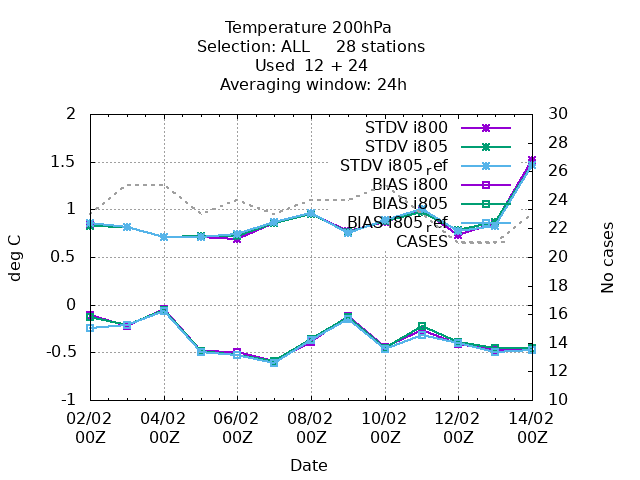 Temperature 200hPa
Selection: ALL 28 stations
Used 12 + 24
Averaging window: 24h
2
1.5
1
0.5
0
-0.5
-1
deg C
30
28
26
24
22
20
18
16
14
12
10
No cases
STDV i800
STDV i805
STDV i805ref
BIAS i800
BIAS i805
BIAS i805ref
CASES
02/02 04/02 06/02 08/02 10/02 12/02 14/02
00Z 00Z 00Z 00Z 00Z 00Z 00Z
Date